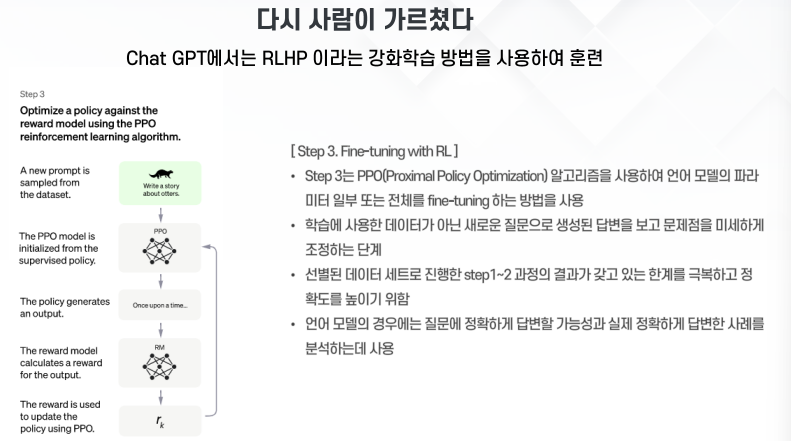 다시 사람이 가르쳤다
Chat GPT에서는 RLHP 이라는 강화학습 방법을 사용하여 훈련
Step 3
Optimize a policy against the
reward model using the PPO
reinforcement learning algorithm.
A new prompt is
sampled from
the dataset.
Write a story
about otters.
The PPO model is
initialized from the
supervised policy.
PPO
The policy generates
an output.
Once upon a time...
The reward model
calculates a reward
for the output.
RM
The reward is used
to update the
policy using PPO.
rₖ
[ Step 3. Fine-tuning with RL ]
• Step 3는 PPO(Proximal Policy Optimization) 알고리즘을 사용하여 언어 모델의 파라
미터 일부 또는 전체를 fine-tuning 하는 방법을 사용
• 학습에 사용한 데이터가 아닌 새로운 질문으로 생성된 답변을 보고 문제점을 미세하게
조정하는 단계
• 선별된 데이터 세트로 진행한 step1~2 과정의 결과가 갖고 있는 한계를 극복하고 정
확도를 높이기 위함
• 언어 모델의 경우에는 질문에 정확하게 답변할 가능성과 실제 정확하게 답변한 사례를
분석하는데 사용